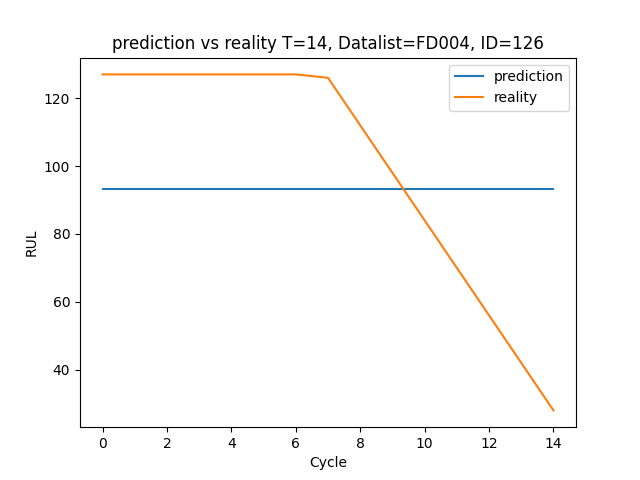 prediction vs reality T=14, Datalist=FD004, ID=126
prediction
reality
120
100
80
60
40
RUL
0 2 4 6 8 10 12 14
Cycle